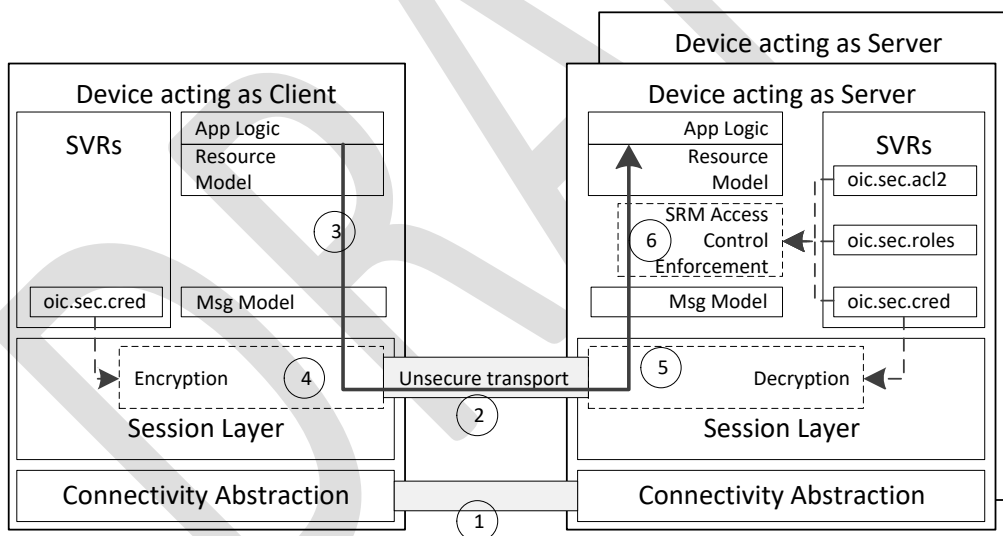 Device acting as Server
Device acting as Client
SVRs
App Logic
Resource
Model
3
oic.sec.cred
Msg Model
Encryption
4
Session Layer
Connectivity Abstraction
Unsecure transport
2
1
Device acting as Server
App Logic
Resource
Model
SRM Access
6
Control
Enforcement
Msg Model
SVRs
oic.sec.acl2
oic.sec.roles
oic.sec.cred
5
Decryption
Session Layer
Connectivity Abstraction
DRA